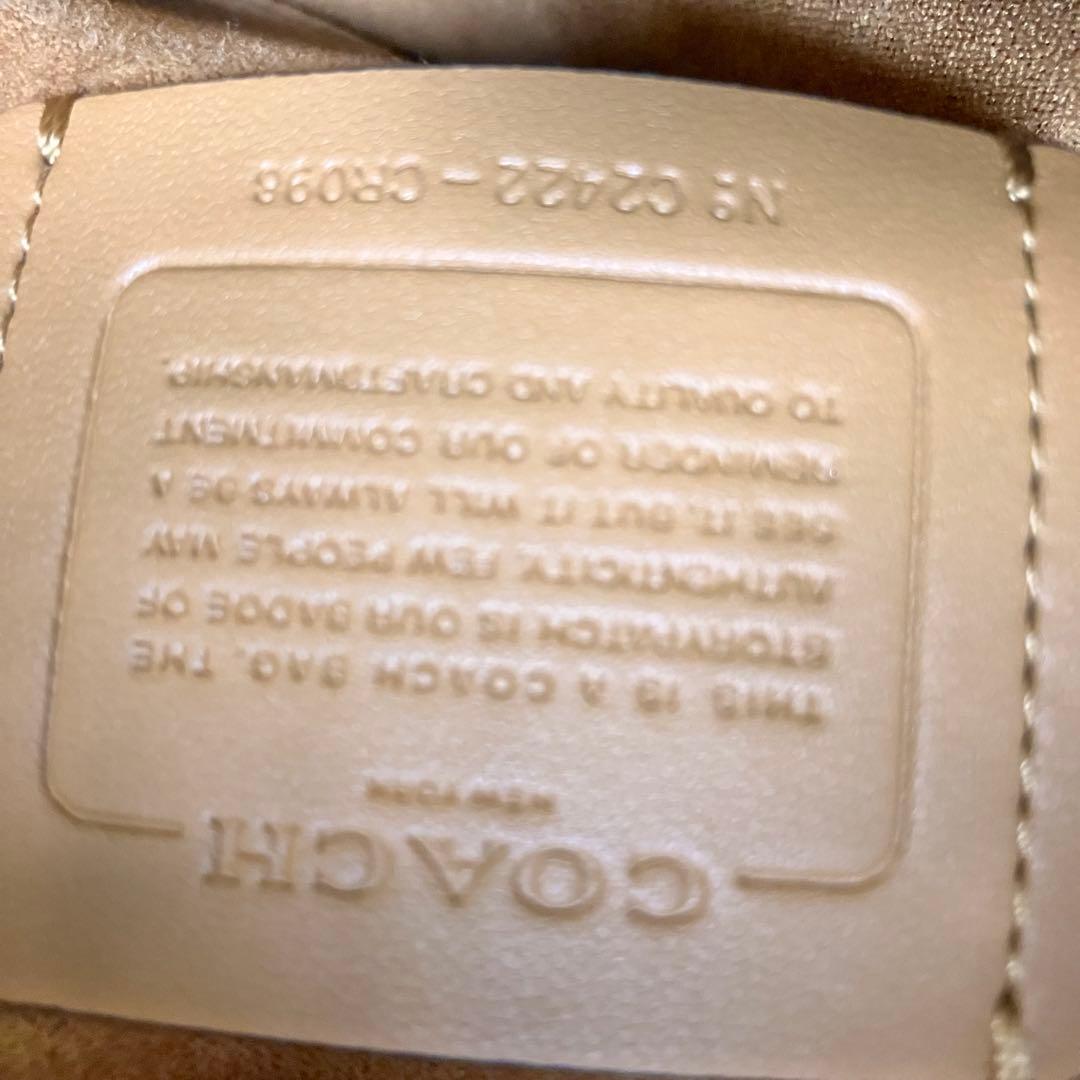 COACH
NEW YORK
THIS IS A COACH BAG. THE
STORYPATCH IS OUR BADGE OF
AUTHENTICITY. FEW PEOPLE MAY
SEE IT, BUT IT WILL ALWAYS BE A
REMINDER OF OUR COMMITMENT
TO QUALITY AND CRAFTSMANSHIP.
Nº C2422 - CR096